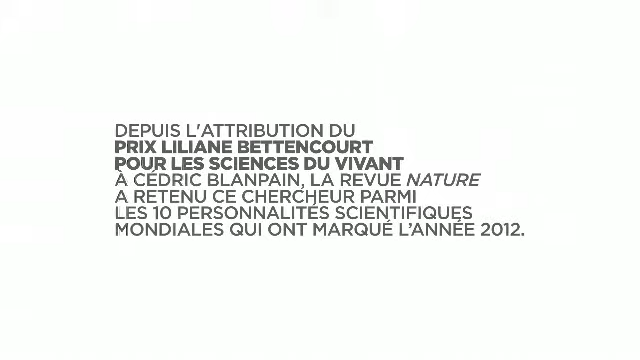 DEPUIS L'ATTRIBUTION DU
PRIX LILIANE BETTENCOURT
POUR LES SCIENCES DU VIVANT
À CÉDRIC BLANPAIN, LA REVUE NATURE
A RETENU CE CHERCHEUR PARMI
LES 10 PERSONNALITÉS SCIENTIFIQUES
MONDIALES QUI ONT MARQUÉ L’ANNÉE 2012.